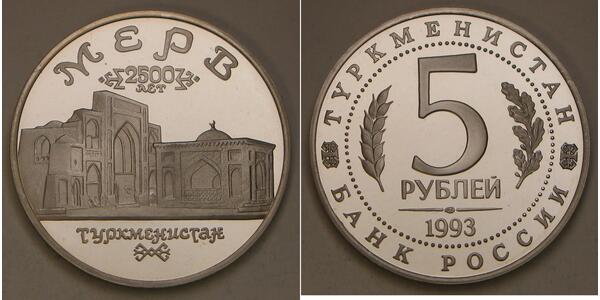 МЕРВ
2500
ЛЕТ
Туркменистан
ТУРКМЕНИСТАН
5
РУБЛЕЙ
1993
БАНК РОССИИ